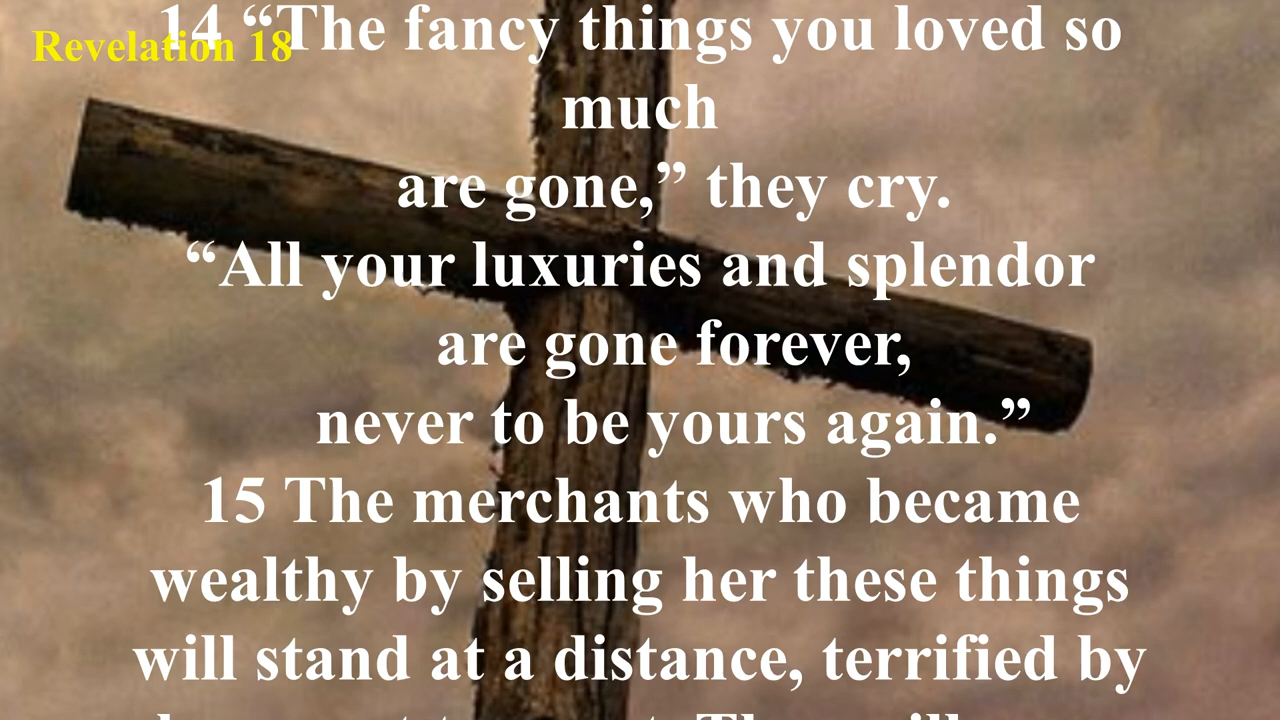 Revelation 18
14 “The fancy things you loved so
much
are gone,” they cry.
“All your luxuries and splendor
are gone forever,
never to be yours again.”
15 The merchants who became
wealthy by selling her these things
will stand at a distance, terrified by